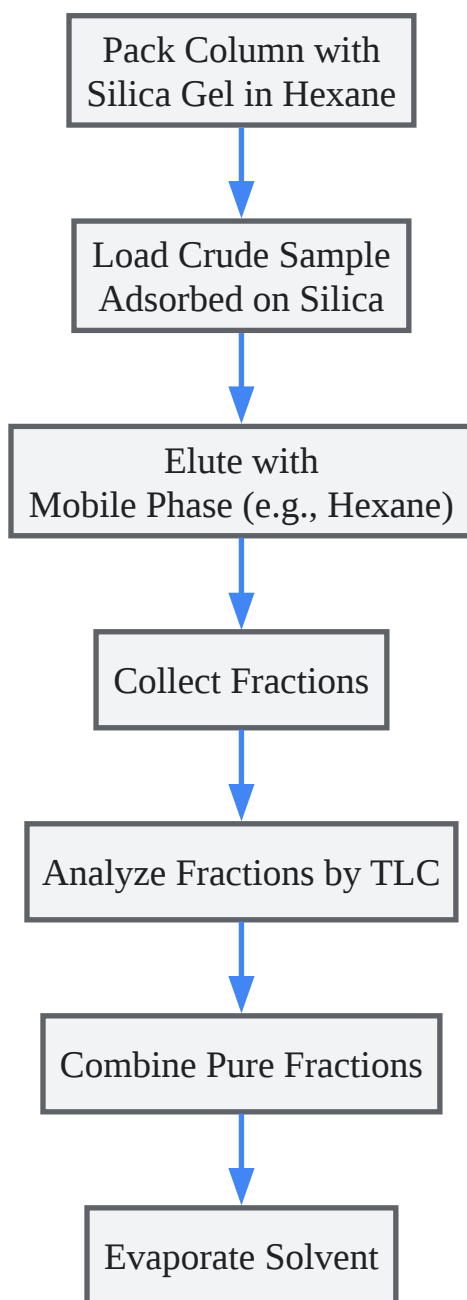 Pack Column with
Silica Gel in Hexane
Load Crude Sample
Adsorbed on Silica
Elute with
Mobile Phase (e.g., Hexane)
Collect Fractions
Analyze Fractions by TLC
Combine Pure Fractions
Evaporate Solvent